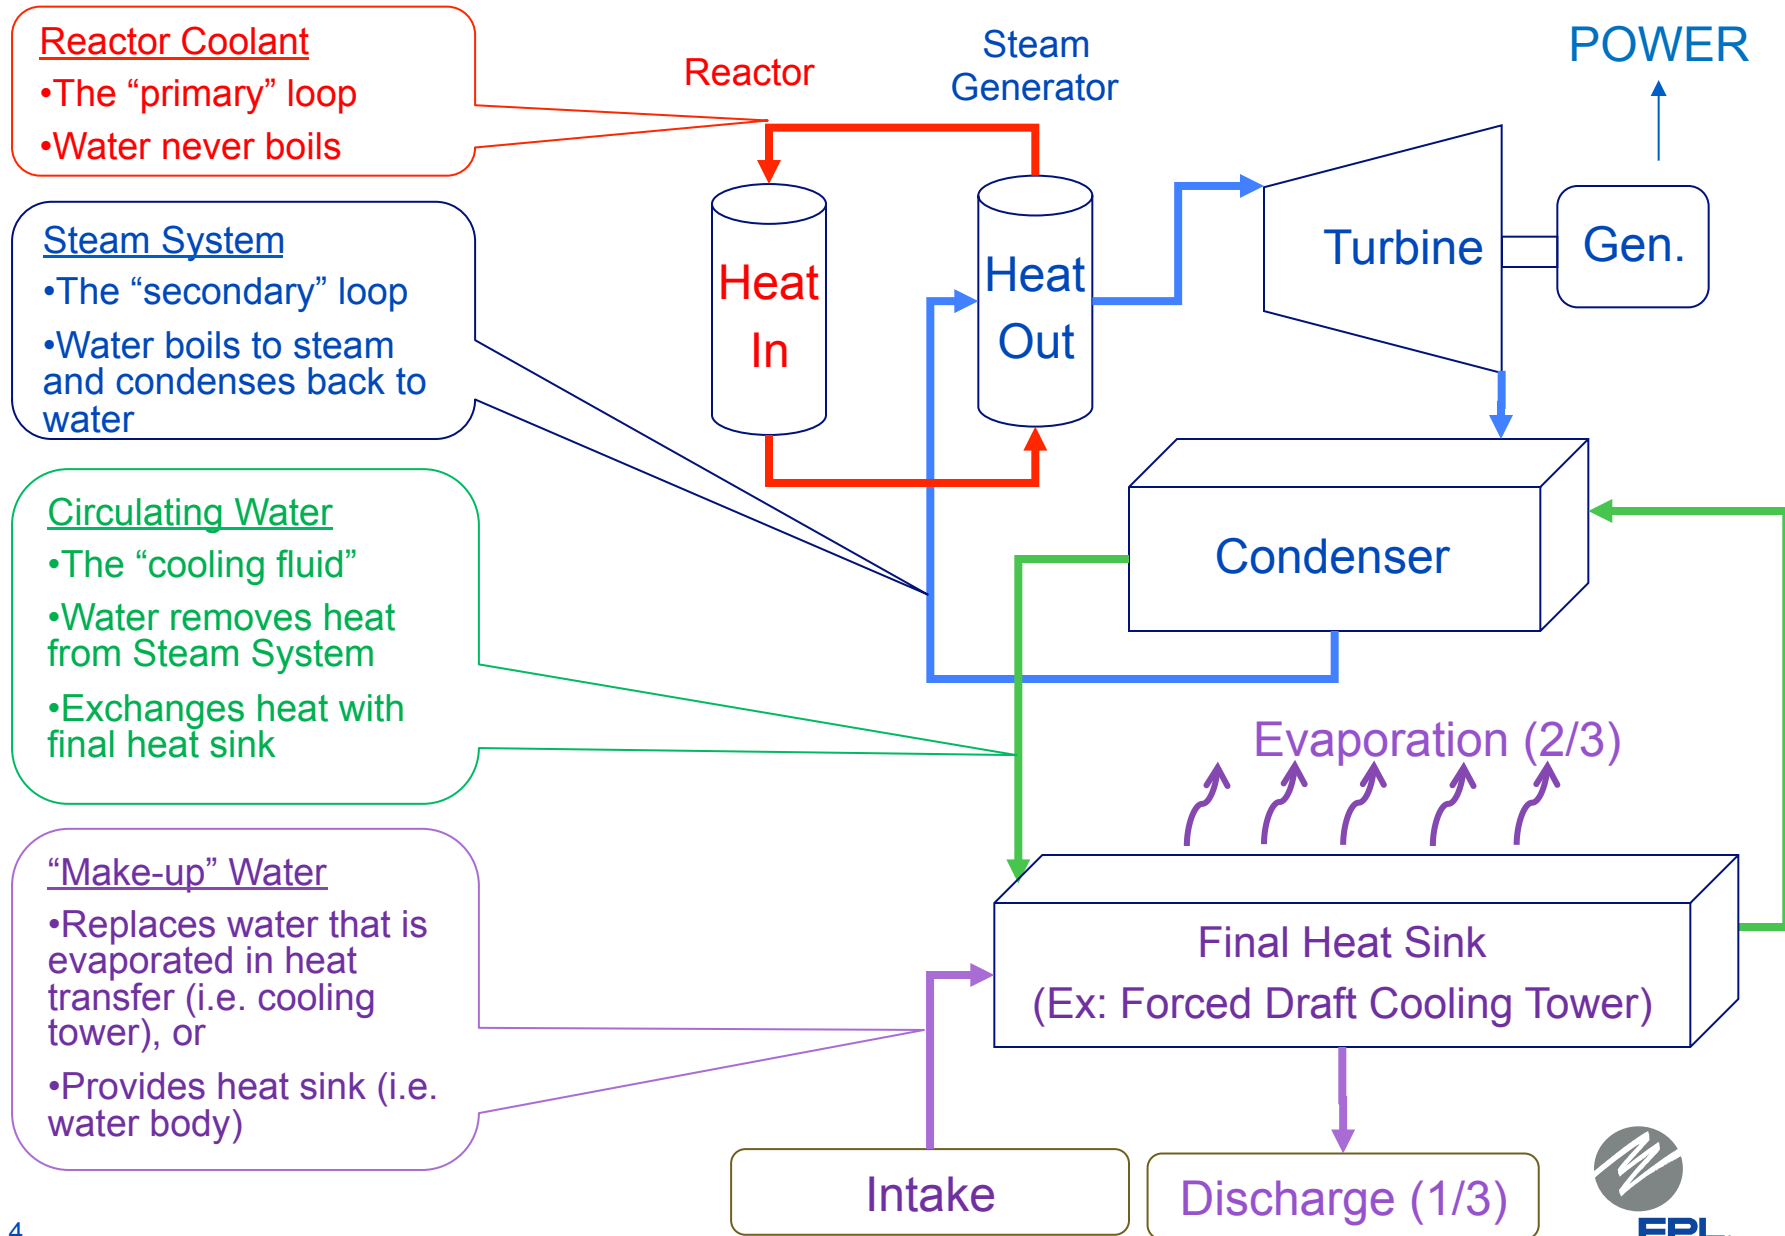 Reactor Coolant
•The “primary” loop
•Water never boils
Steam System
•The “secondary” loop
•Water boils to steam
and condenses back to
water
Circulating Water
•The “cooling fluid”
•Water removes heat
from Steam System
•Exchanges heat with
final heat sink
“Make-up” Water
•Replaces water that is
evaporated in heat
transfer (i.e. cooling
tower), or
•Provides heat sink (i.e.
water body)
Reactor
Steam
Generator
POWER
Heat
In
Heat
Out
Turbine
Gen.
Condenser
Evaporation (2/3)
Final Heat Sink
(Ex: Forced Draft Cooling Tower)
Intake
Discharge (1/3)
FPL
4